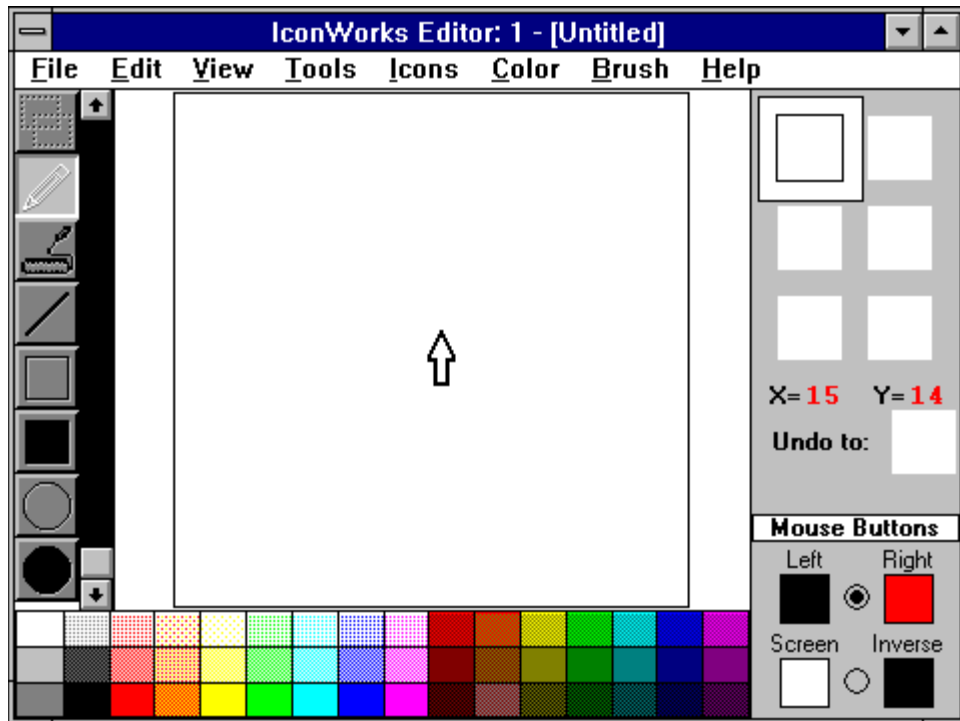 IconWorks Editor: 1 - [Untitled]
File Edit View Tools Icons Color Brush Help
X= 15 Y= 14
Undo to:
Mouse Buttons
Left Right
Screen Inverse